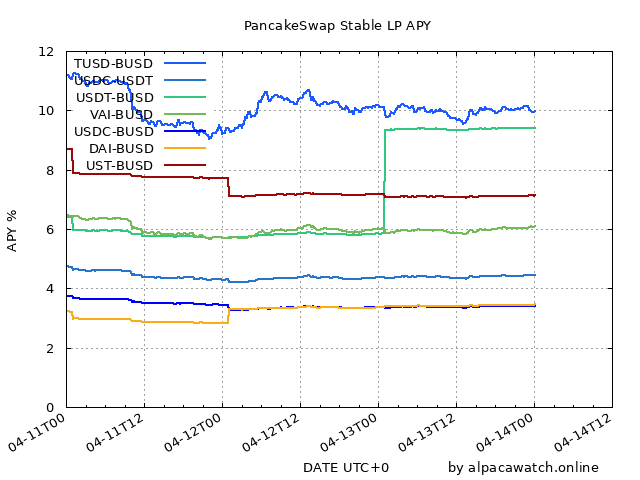 PancakeSwap Stable LP APY
12
10
8
6
4
2
0
APY %
TUSD-BUSD
USDC-USDT
USDT-BUSD
VAI-BUSD
USDC-BUSD
DAI-BUSD
UST-BUSD
04-11T00
04-11T12
04-12T00
04-12T12
04-13T00
04-13T12
04-14T00
04-14T12
DATE UTC+0
by alpacawatch.online